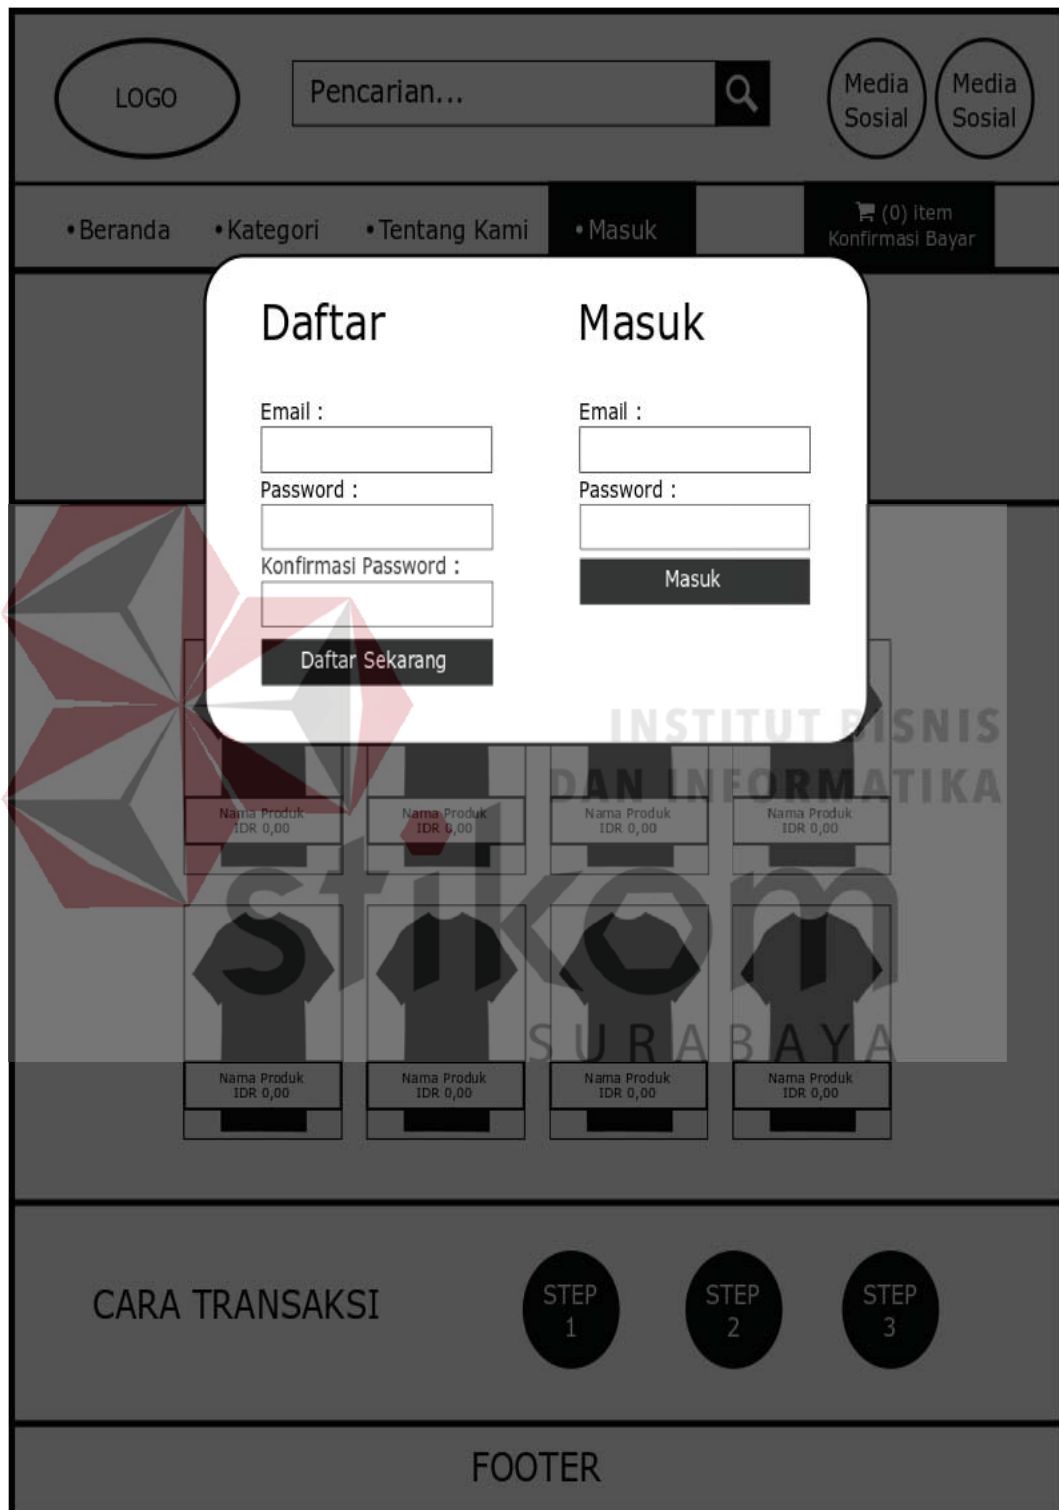 LOGO
Pencarian...
Media
Sosial
Media
Sosial
•Beranda
•Kategori
•Tentang Kami
•Masuk
(0) item
Konfirmasi Bayar
Daftar
Email :
Password :
Konfirmasi Password :
Daftar Sekarang
Masuk
Email :
Password :
Masuk
INSTITUT BISNIS
DAN INFORMATIKA
Nama Produk
IDR 0,00
Nama Produk
IDR 0,00
Nama Produk
IDR 0,00
Nama Produk
IDR 0,00
stikom
SURABAYA
Nama Produk
IDR 0,00
Nama Produk
IDR 0,00
Nama Produk
IDR 0,00
Nama Produk
IDR 0,00
CARA TRANSAKSI
STEP
1
STEP
2
STEP
3
FOOTER